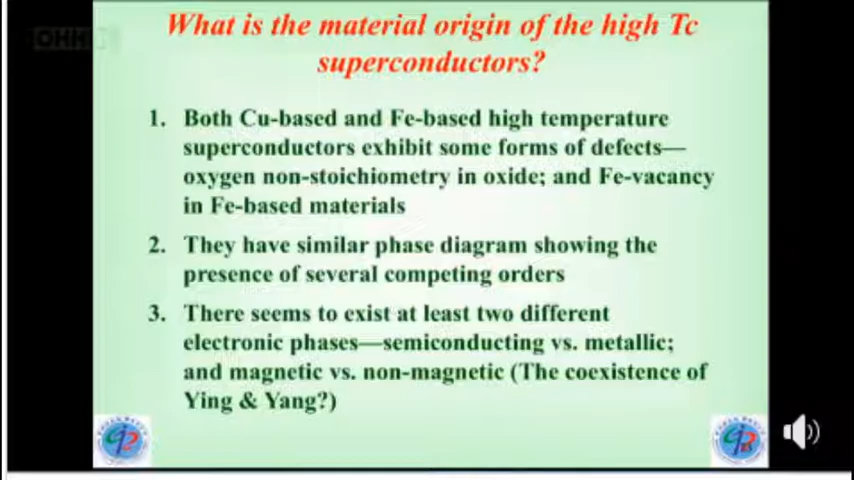 What is the material origin of the high Tc
superconductors?
1. Both Cu-based and Fe-based high temperature
superconductors exhibit some forms of defects—
oxygen non-stoichiometry in oxide; and Fe-vacancy
in Fe-based materials
2. They have similar phase diagram showing the
presence of several competing orders
3. There seems to exist at least two different
electronic phases—semiconducting vs. metallic;
and magnetic vs. non-magnetic (The coexistence of
Ying & Yang?)